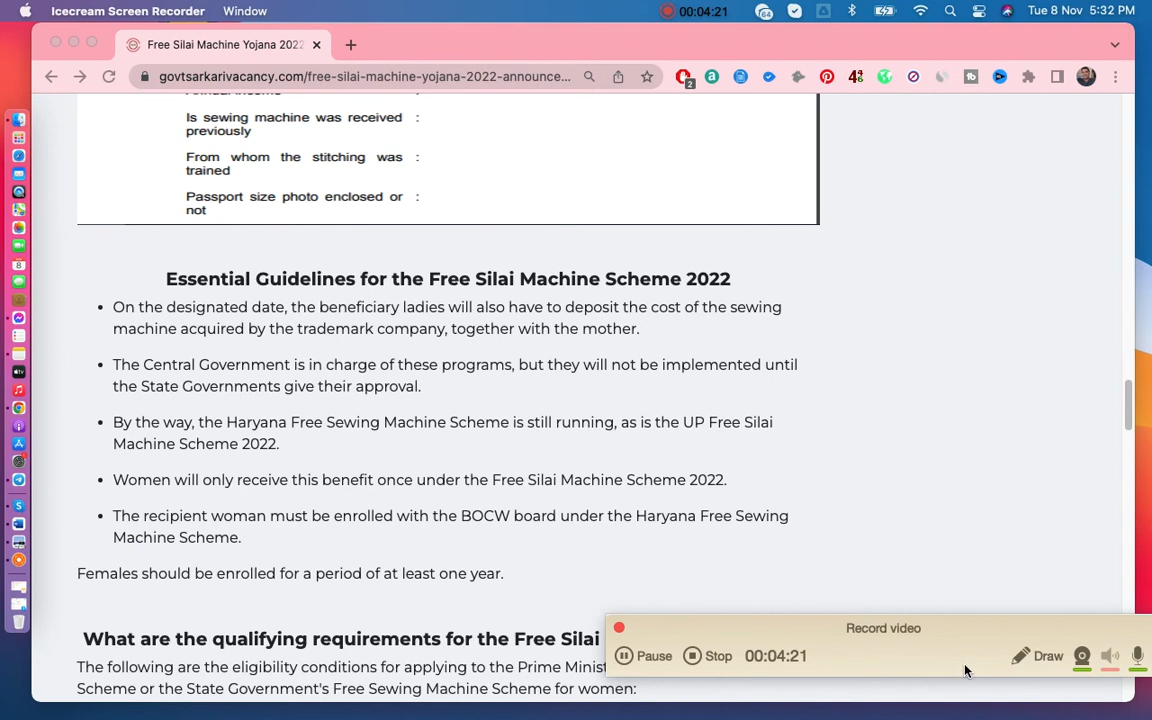 Icecream Screen Recorder Window 00:04:21 64 Tue 8 Nov 5:32 PM
Free Silai Machine Yojana 2022
govtsarkarivacancy.com/free-silai-machine-yojana-2022-announce... 2
Is sewing machine was received :
previously
From whom the stitching was :
trained
Passport size photo enclosed or :
not
Essential Guidelines for the Free Silai Machine Scheme 2022
• On the designated date, the beneficiary ladies will also have to deposit the cost of the sewing
machine acquired by the trademark company, together with the mother.
• The Central Government is in charge of these programs, but they will not be implemented until
the State Governments give their approval.
• By the way, the Haryana Free Sewing Machine Scheme is still running, as is the UP Free Silai
Machine Scheme 2022.
• Women will only receive this benefit once under the Free Silai Machine Scheme 2022.
• The recipient woman must be enrolled with the BOCW board under the Haryana Free Sewing
Machine Scheme.
Females should be enrolled for a period of at least one year.
What are the qualifying requirements for the Free Silai
The following are the eligibility conditions for applying to the Prime Minist
Scheme or the State Government's Free Sewing Machine Scheme for women:
Record video
Pause Stop 00:04:21 Draw